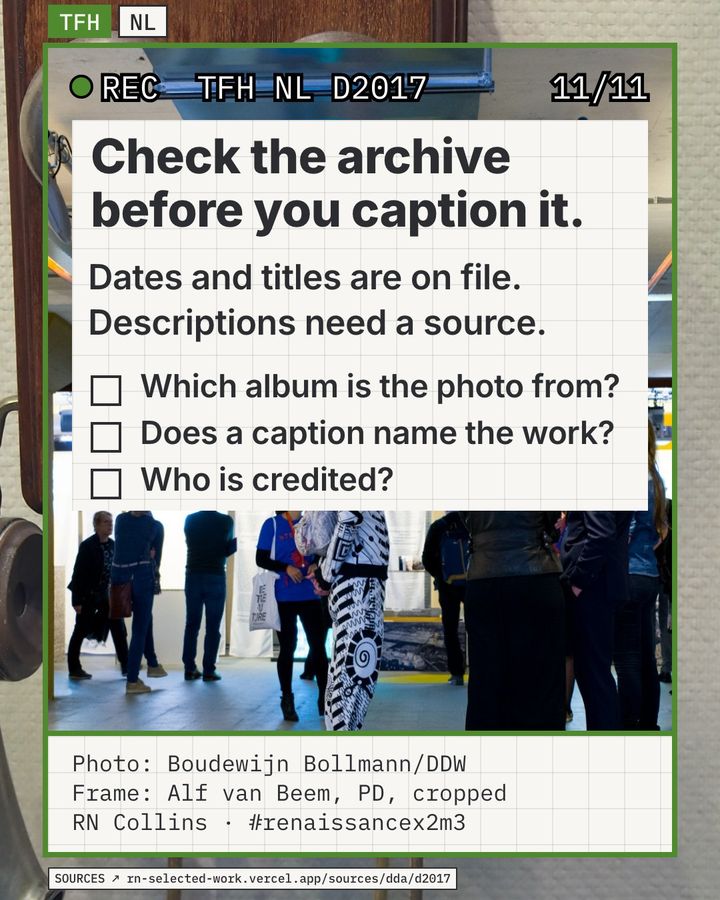 TFH NL
REC TFH NL D2017 11/11
Check the archive
before you caption it.
Dates and titles are on file.
Descriptions need a source.
Which album is the photo from?
Does a caption name the work?
Who is credited?
Photo: Boudewijn Bollmann/DDW
Frame: Alf van Beem, PD, cropped
RN Collins · #renaissancex2m3
SOURCES ↗ rn-selected-work.vercel.app/sources/dda/d2017